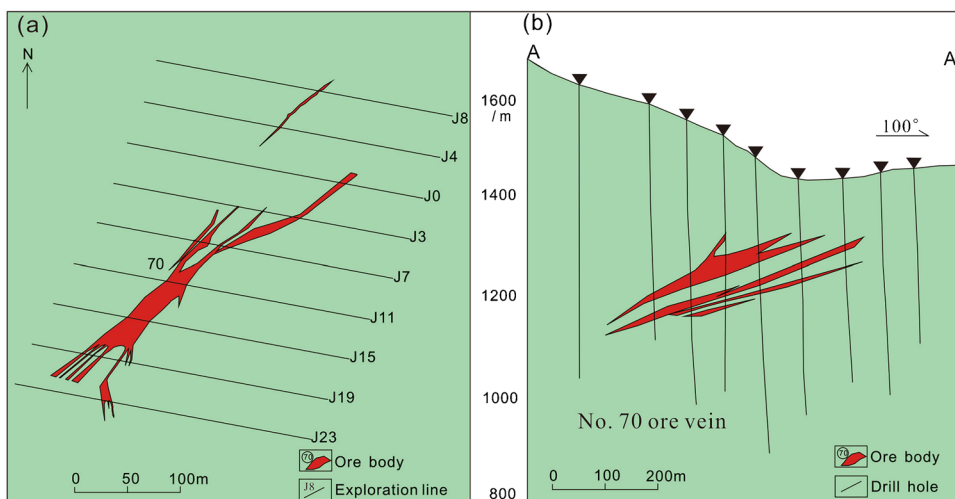 (a)
N
J8
J4
J0
J3
J7
70
J11
J15
J19
J23
0 50 100m
70 Ore body
J8 Exploration line
(b)
A A
1600
/ m
100°
1400
1200
1000
800
No. 70 ore vein
0 100 200m
70 Ore body
Drill hole